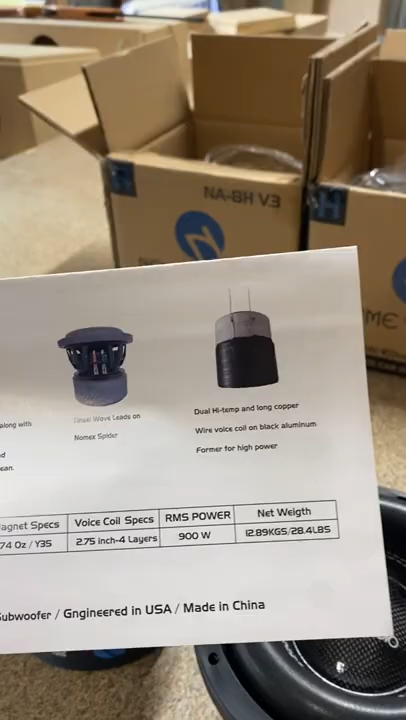 NA-8H V3
along with
Tinsel Wave Leads on
Nomex Spider
Dual Hi-temp and long copper
Wire voice coil on black aluminum
Former for high power
agnet Specs
Voice Coil Specs
RMS POWER
Net Weigth
74 Oz / Y35
2.75 inch-4 Layers
900 W
12.89KGS/28.4LBS
Subwoofer / Gngineered in USA / Made in China